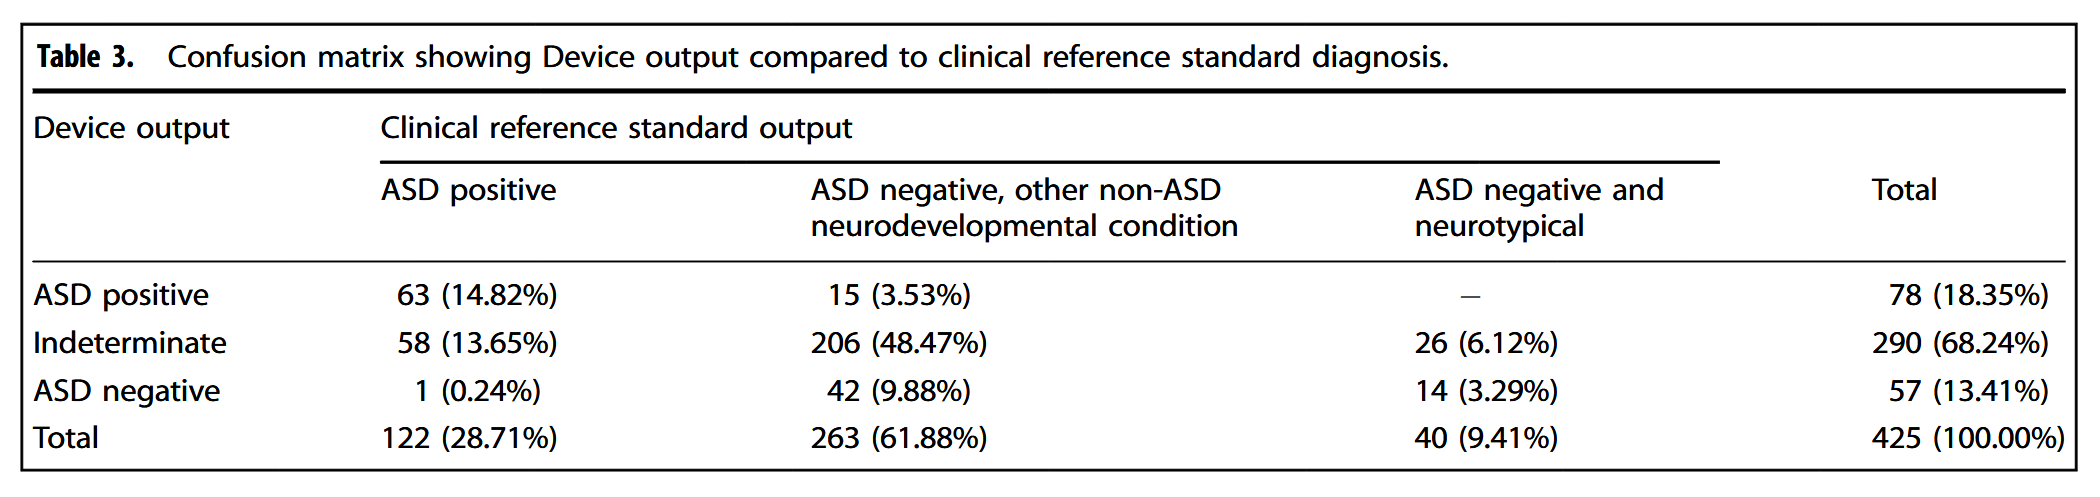 Table 3. Confusion matrix showing Device output compared to clinical reference standard diagnosis.
Device output Clinical reference standard output
ASD positive ASD negative, other non-ASD neurodevelopmental condition ASD negative and neurotypical Total
ASD positive 63 (14.82%) 15 (3.53%) — 78 (18.35%)
Indeterminate 58 (13.65%) 206 (48.47%) 26 (6.12%) 290 (68.24%)
ASD negative 1 (0.24%) 42 (9.88%) 14 (3.29%) 57 (13.41%)
Total 122 (28.71%) 263 (61.88%) 40 (9.41%) 425 (100.00%)